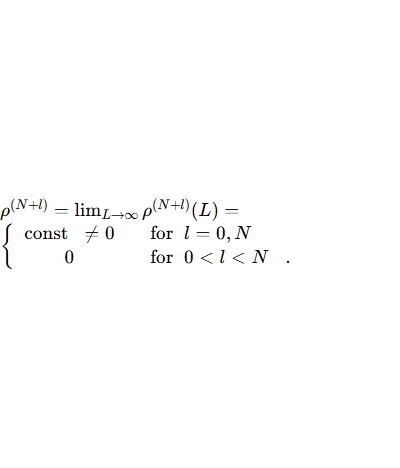 ρ^{(N+l)} = lim_{L→∞} ρ^{(N+l)}(L) =
{ const ≠ 0 for l = 0, N
0 for 0 < l < N .